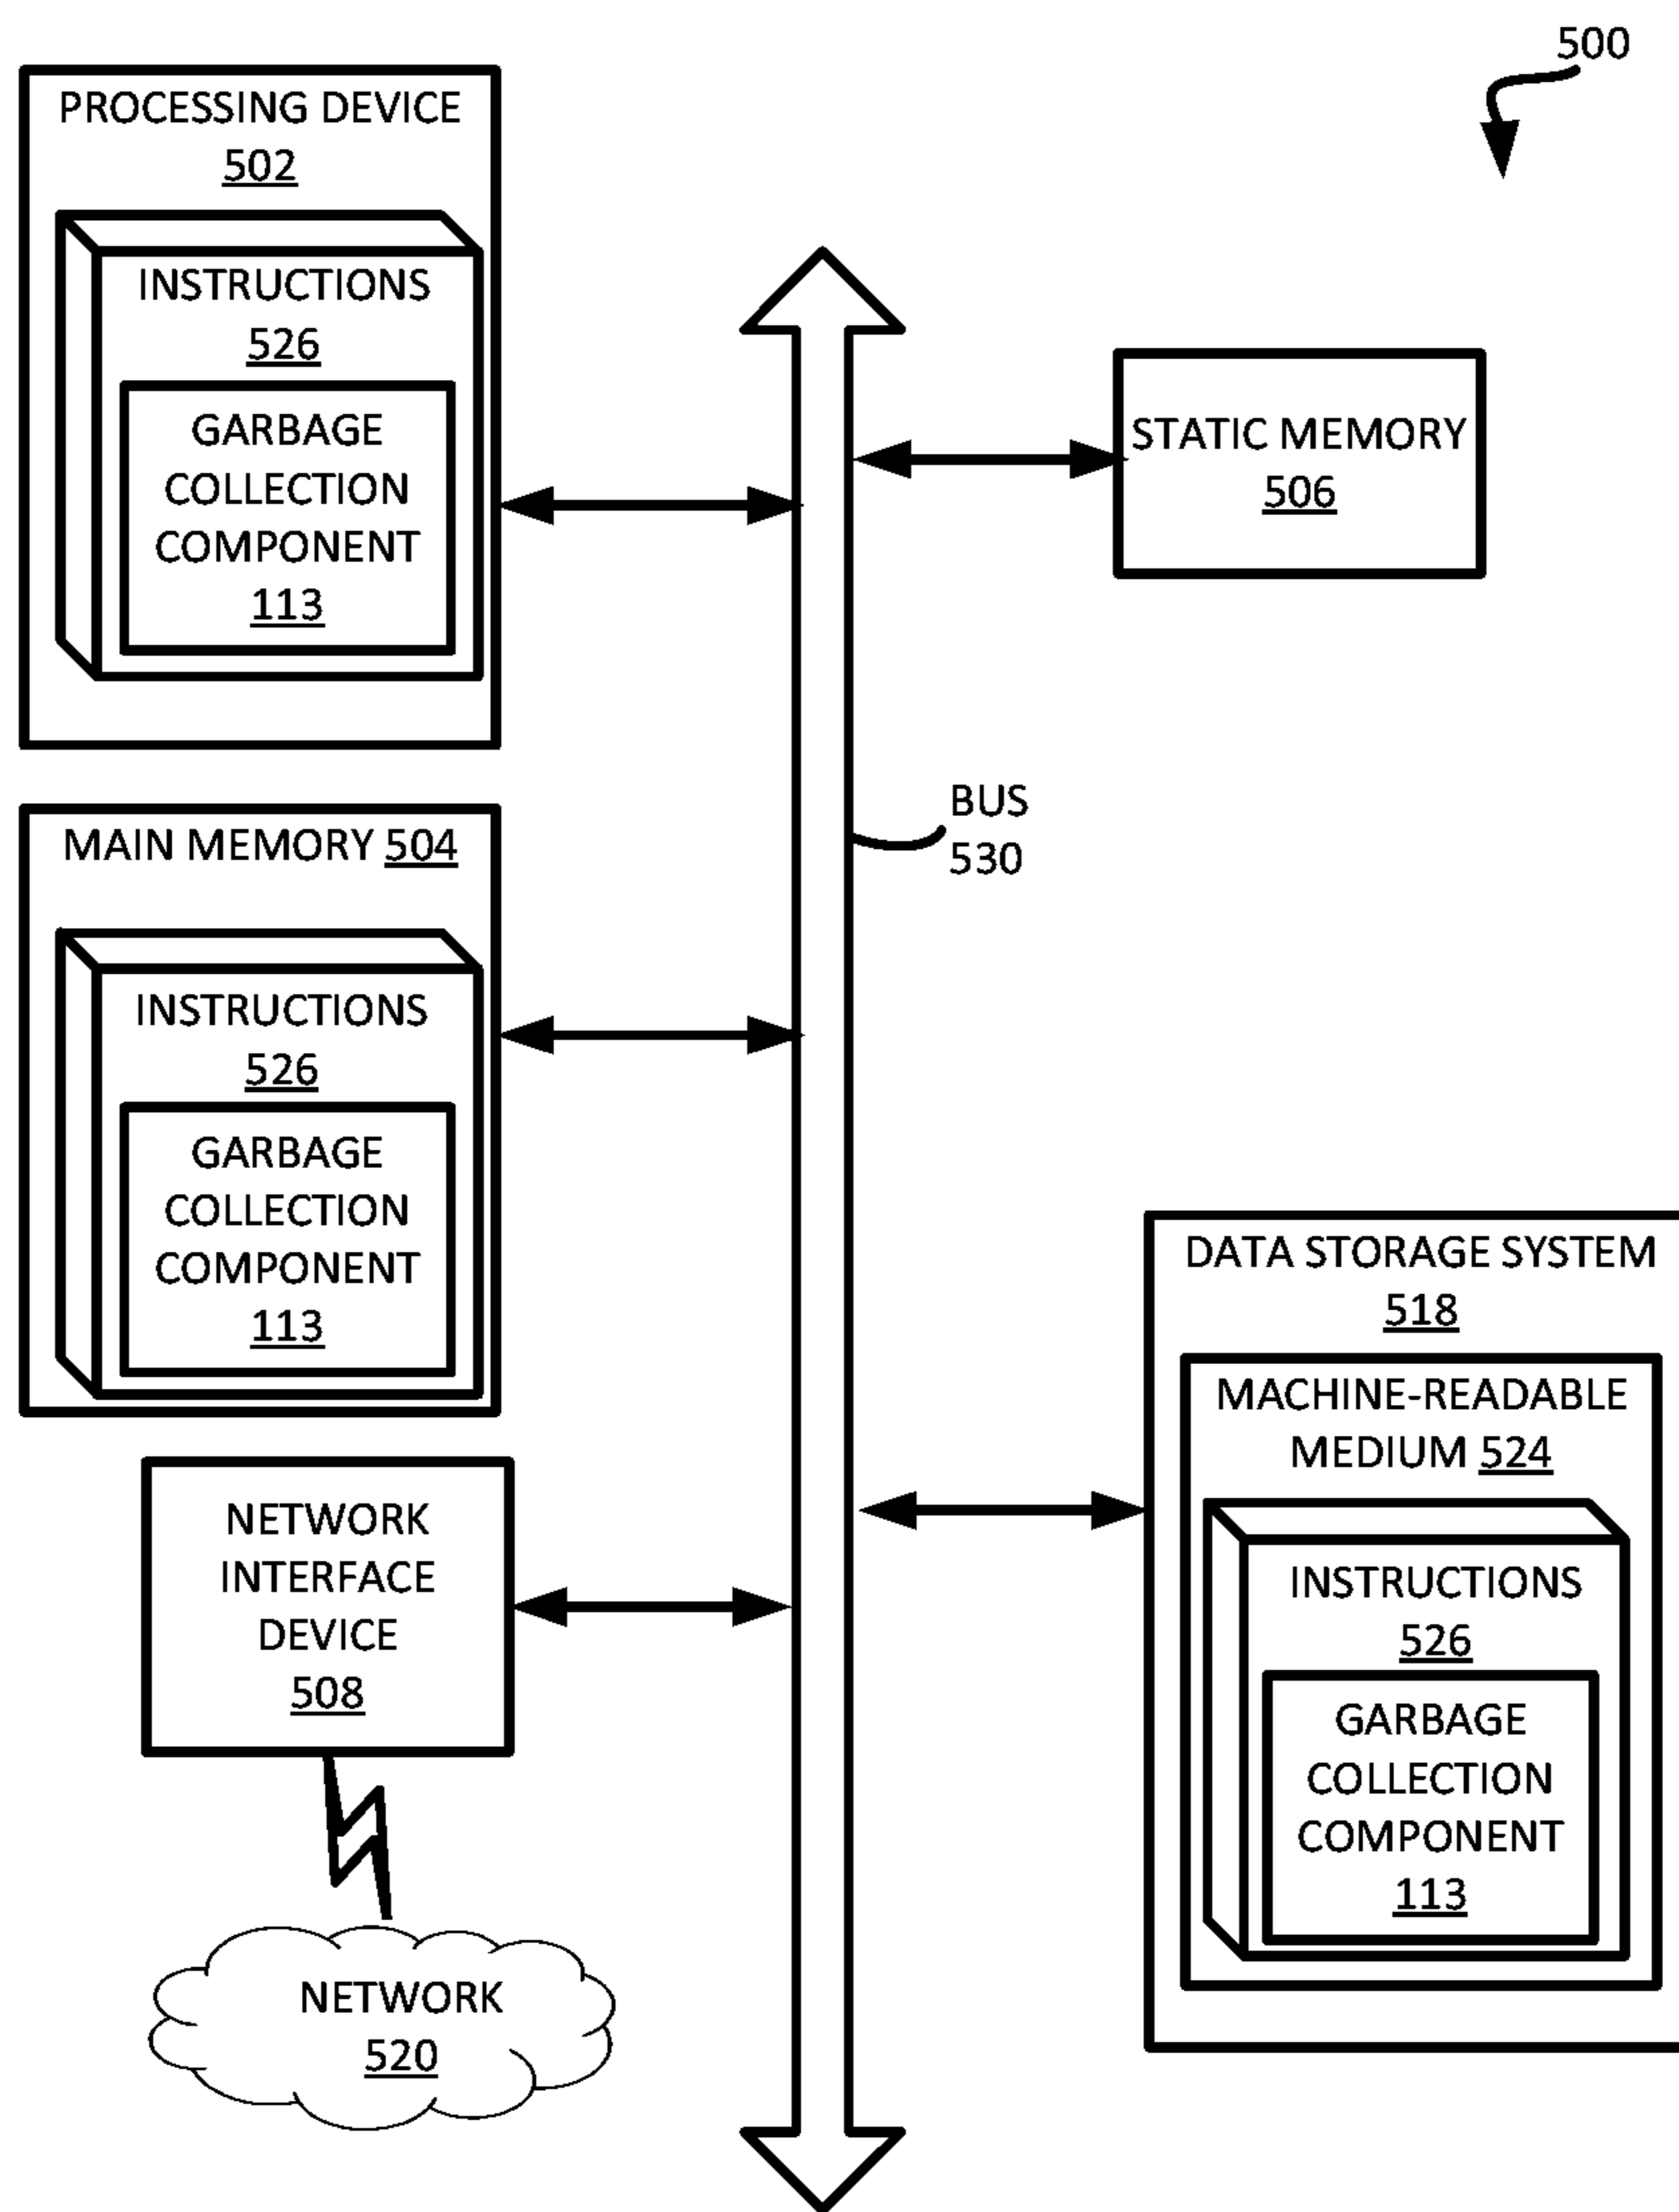 500
PROCESSING DEVICE
502
INSTRUCTIONS
526
GARBAGE
COLLECTION
COMPONENT
113
STATIC MEMORY
506
BUS
530
MAIN MEMORY 504
INSTRUCTIONS
526
GARBAGE
COLLECTION
COMPONENT
113
DATA STORAGE SYSTEM
518
MACHINE-READABLE
MEDIUM 524
INSTRUCTIONS
526
GARBAGE
COLLECTION
COMPONENT
113
NETWORK
INTERFACE
DEVICE
508
NETWORK
520